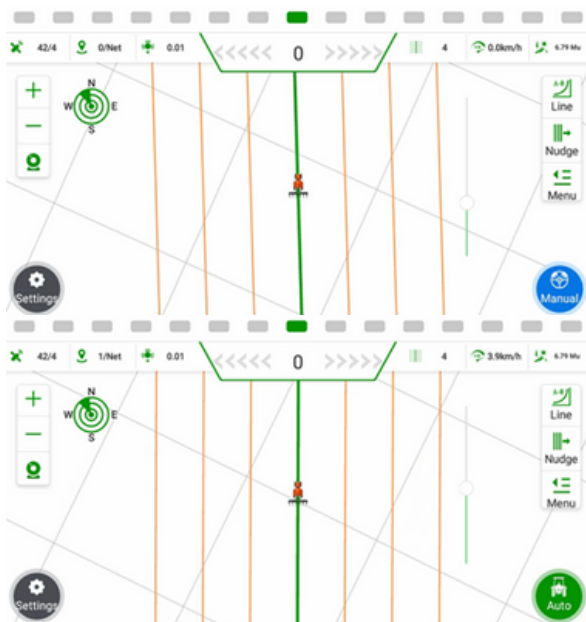 42/4 0/Net 0.01 <<<<< 0 >>>>> 4 0.0km/h 6.79 Mu
N
W E
S
+
−
A-B
Line
Nudge
Menu
Settings
Manual
42/4 1/Net 0.01 <<<<< 0 >>>>> 4 3.9km/h 6.79 Mu
N
W E
S
+
−
A-B
Line
Nudge
Menu
Settings
Auto